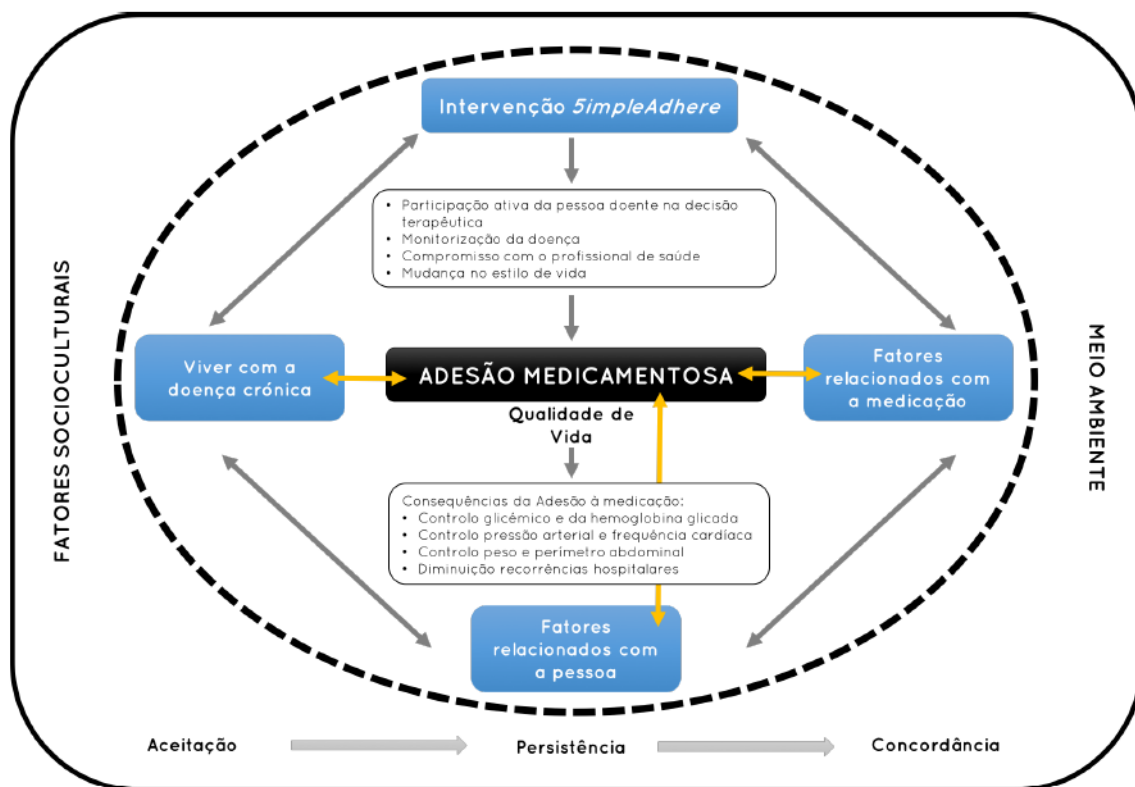 Intervenção 5impleAdhere
• Participação ativa da pessoa doente na decisão
terapêutica
• Monitorização da doença
• Compromisso com o profissional de saúde
• Mudança no estilo de vida
FATORES SOCIOCULTURAIS
Viver com a
doença crónica
ADESÃO MEDICAMENTOSA
Qualidade de
Vida
Fatores
relacionados com
a medicação
MEIO AMBIENTE
Consequências da Adesão à medicação:
• Controlo glicémico e da hemoglobina glicada
• Controlo pressão arterial e frequência cardíaca
• Controlo peso e perímetro abdominal
• Diminuição recorrências hospitalares
Fatores
relacionados com
a pessoa
Aceitação
Persistência
Concordância